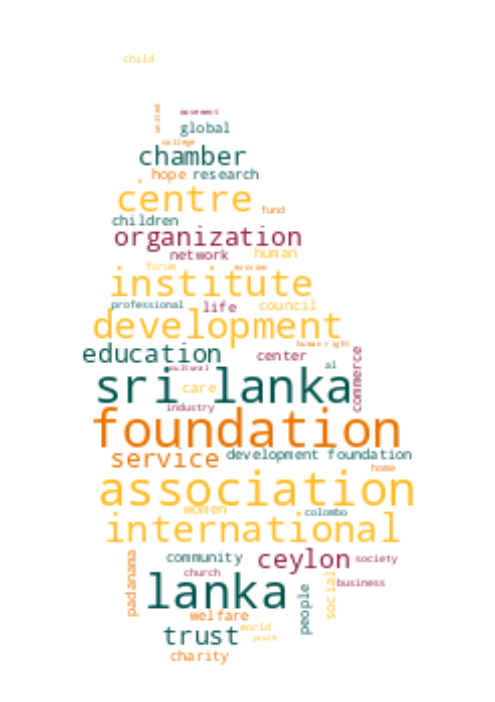 child
united
movement
global
college
chamber
hope research
centre
fund
children
organization
network human
forum mission
institute
professional life council
development
human right
education center
al
cultural
commerce
sri lanka
care
industry
foundation
service development foundation
home
association
women colombo
international
community ceylon society
church
padanama
lanka
people
social
business
welfare
world
trust youth
charity